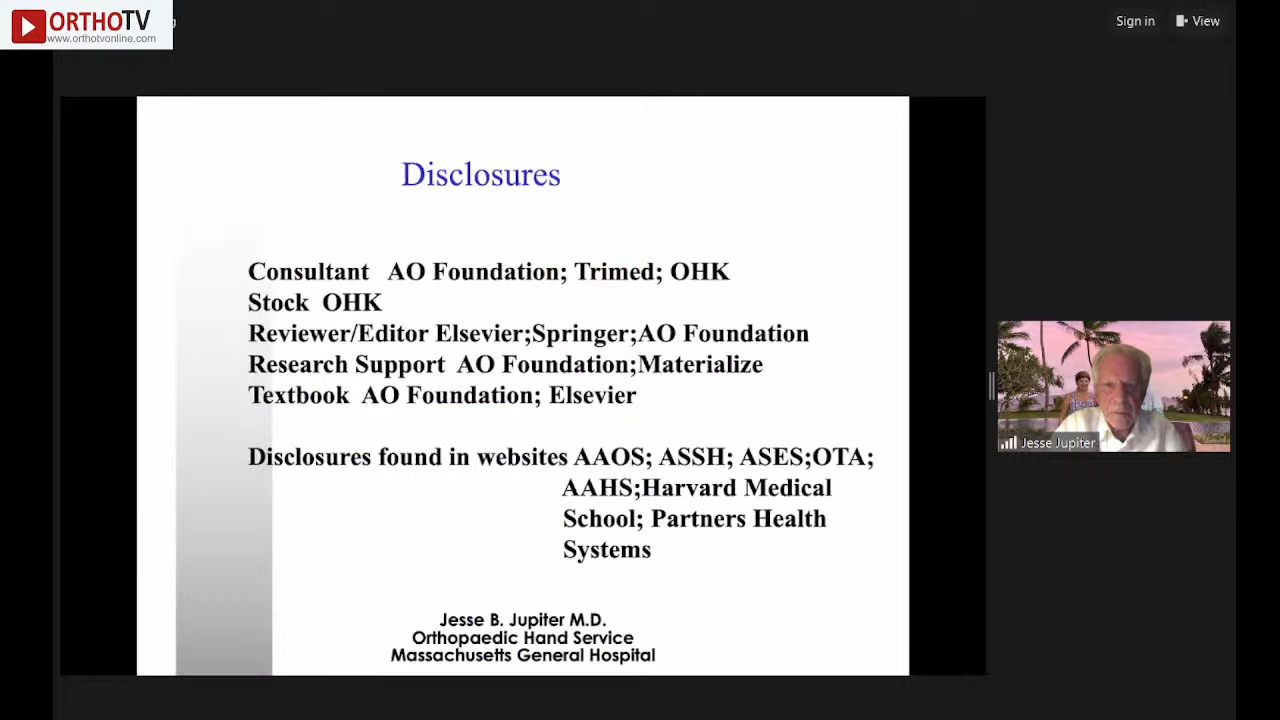 ORTHOTV
www.orthotvonline.com
Sign in
View
Disclosures
Consultant AO Foundation; Trimed; OHK
Stock OHK
Reviewer/Editor Elsevier;Springer;AO Foundation
Research Support AO Foundation;Materialize
Textbook AO Foundation; Elsevier
Disclosures found in websites AAOS; ASSH; ASES;OTA;
AAHS;Harvard Medical
School; Partners Health
Systems
Jesse B. Jupiter M.D.
Orthopaedic Hand Service
Massachusetts General Hospital
Jesse Jupiter